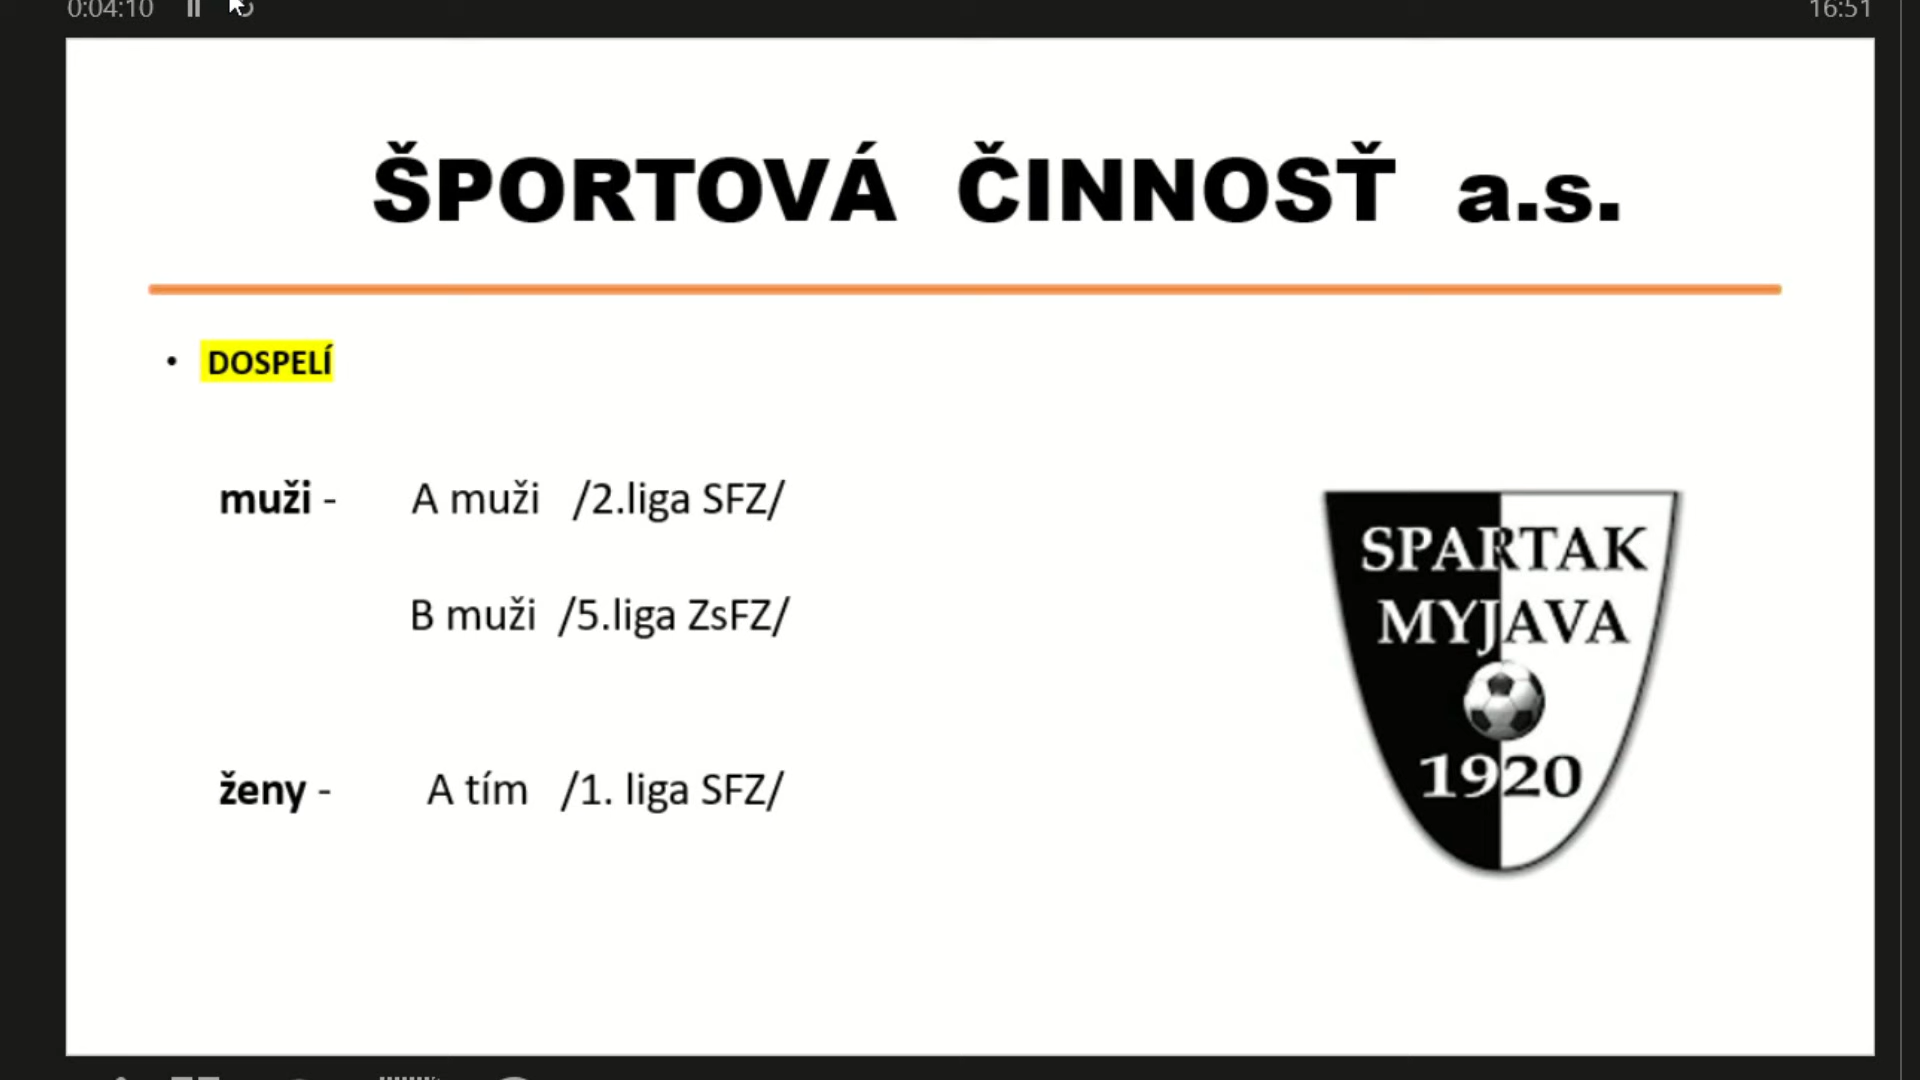 0:04:10
16:51
ŠPORTOVÁ ČINNOSŤ a.s.
• DOSPELÍ
muži - A muži /2.liga SFZ/
B muži /5.liga ZsFZ/
ženy - A tím /1. liga SFZ/
SPARTAK
MYJAVA
1920